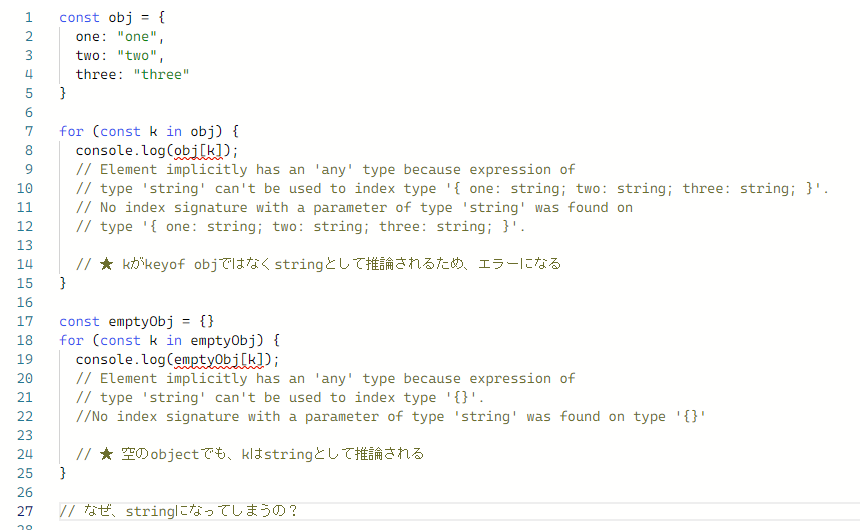 1 const obj = {
2 one: "one",
3 two: "two",
4 three: "three"
5 }
6
7 for (const k in obj) {
8 console.log(obj[k]);
9 // Element implicitly has an 'any' type because expression of
10 // type 'string' can't be used to index type '{ one: string; two: string; three: string; }'.
11 // No index signature with a parameter of type 'string' was found on
12 // type '{ one: string; two: string; three: string; }'.
13
14 // ★ kがkeyof objではなくstringとして推論されるため、エラーになる
15 }
16
17 const emptyObj = {}
18 for (const k in emptyObj) {
19 console.log(emptyObj[k]);
20 // Element implicitly has an 'any' type because expression of
21 // type 'string' can't be used to index type '{}'.
22 //No index signature with a parameter of type 'string' was found on type '{}'
23
24 // ★ 空のobjectでも、kはstringとして推論される
25 }
26
27 // なぜ、stringになってしまうの？
28